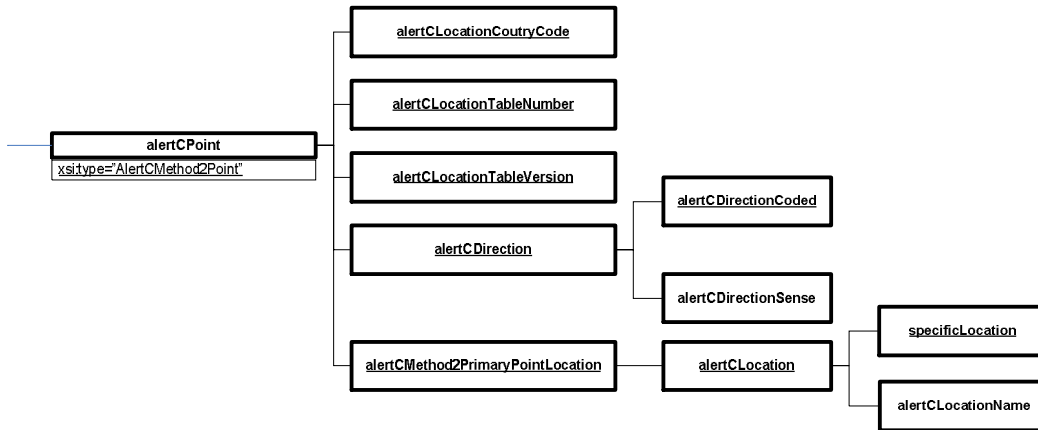 alertCLocationCoutryCode
alertCLocationTableNumber
alertCPoint
xsi:type="AlertCMethod2Point"
alertCLocationTableVersion
alertCDirectionCoded
alertCDirection
alertCDirectionSense
specificLocation
alertCMethod2PrimaryPointLocation
alertCLocation
alertCLocationName